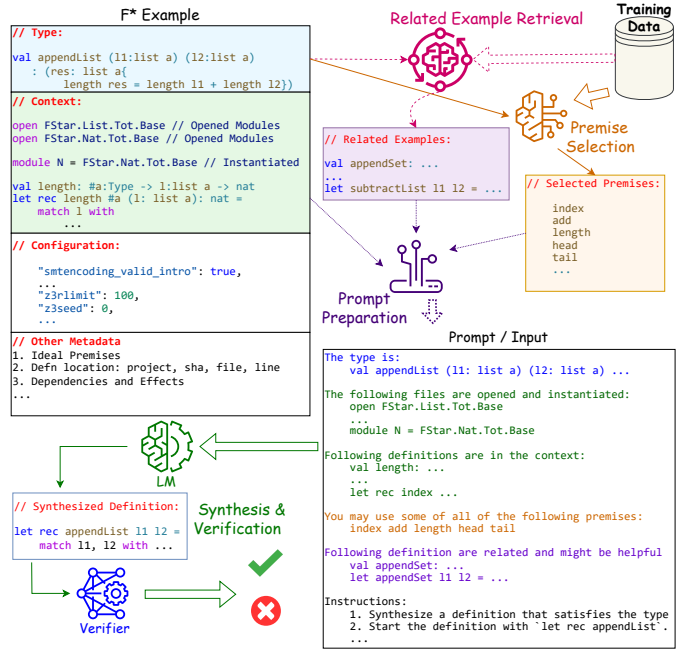 F* Example
// Type:
val appendList (l1:list a) (l2:list a)
: (res: list a{
length res = length l1 + length l2})
// Context:
open FStar.List.Tot.Base // Opened Modules
open FStar.Nat.Tot.Base // Opened Modules
module N = FStar.Nat.Tot.Base // Instantiated
val length: #a:Type -> l:list a -> nat
let rec length #a (l: list a): nat =
match l with
...
// Configuration:
"smtencoding_valid_intro": true,
...
"z3rlimit": 100,
"z3seed": 0,
...
// Other Metadata
1. Ideal Premises
2. Defn location: project, sha, file, line
3. Dependencies and Effects
...
Related Example Retrieval
Training
Data
Premise
Selection
// Related Examples:
val appendSet: ...
...
let subtractList l1 l2 = ...
// Selected Premises:
index
add
length
head
tail
...
Prompt
Preparation
Prompt / Input
The type is:
val appendList (l1: list a) (l2: list a) ...
The following files are opened and instantiated:
open FStar.List.Tot.Base
...
module N = FStar.Nat.Tot.Base
Following definitions are in the context:
val length: ...
...
let rec index ...
You may use some of all of the following premises:
index add length head tail
Following definition are related and might be helpful
val appendSet: ...
let appendSet l1 l2 = ...
Instructions:
1. Synthesize a definition that satisfies the type
2. Start the definition with `let rec appendList`.
...
LM
// Synthesized Definition:
let rec appendList l1 l2 =
match l1, l2 with ...
Synthesis &
Verification
Verifier